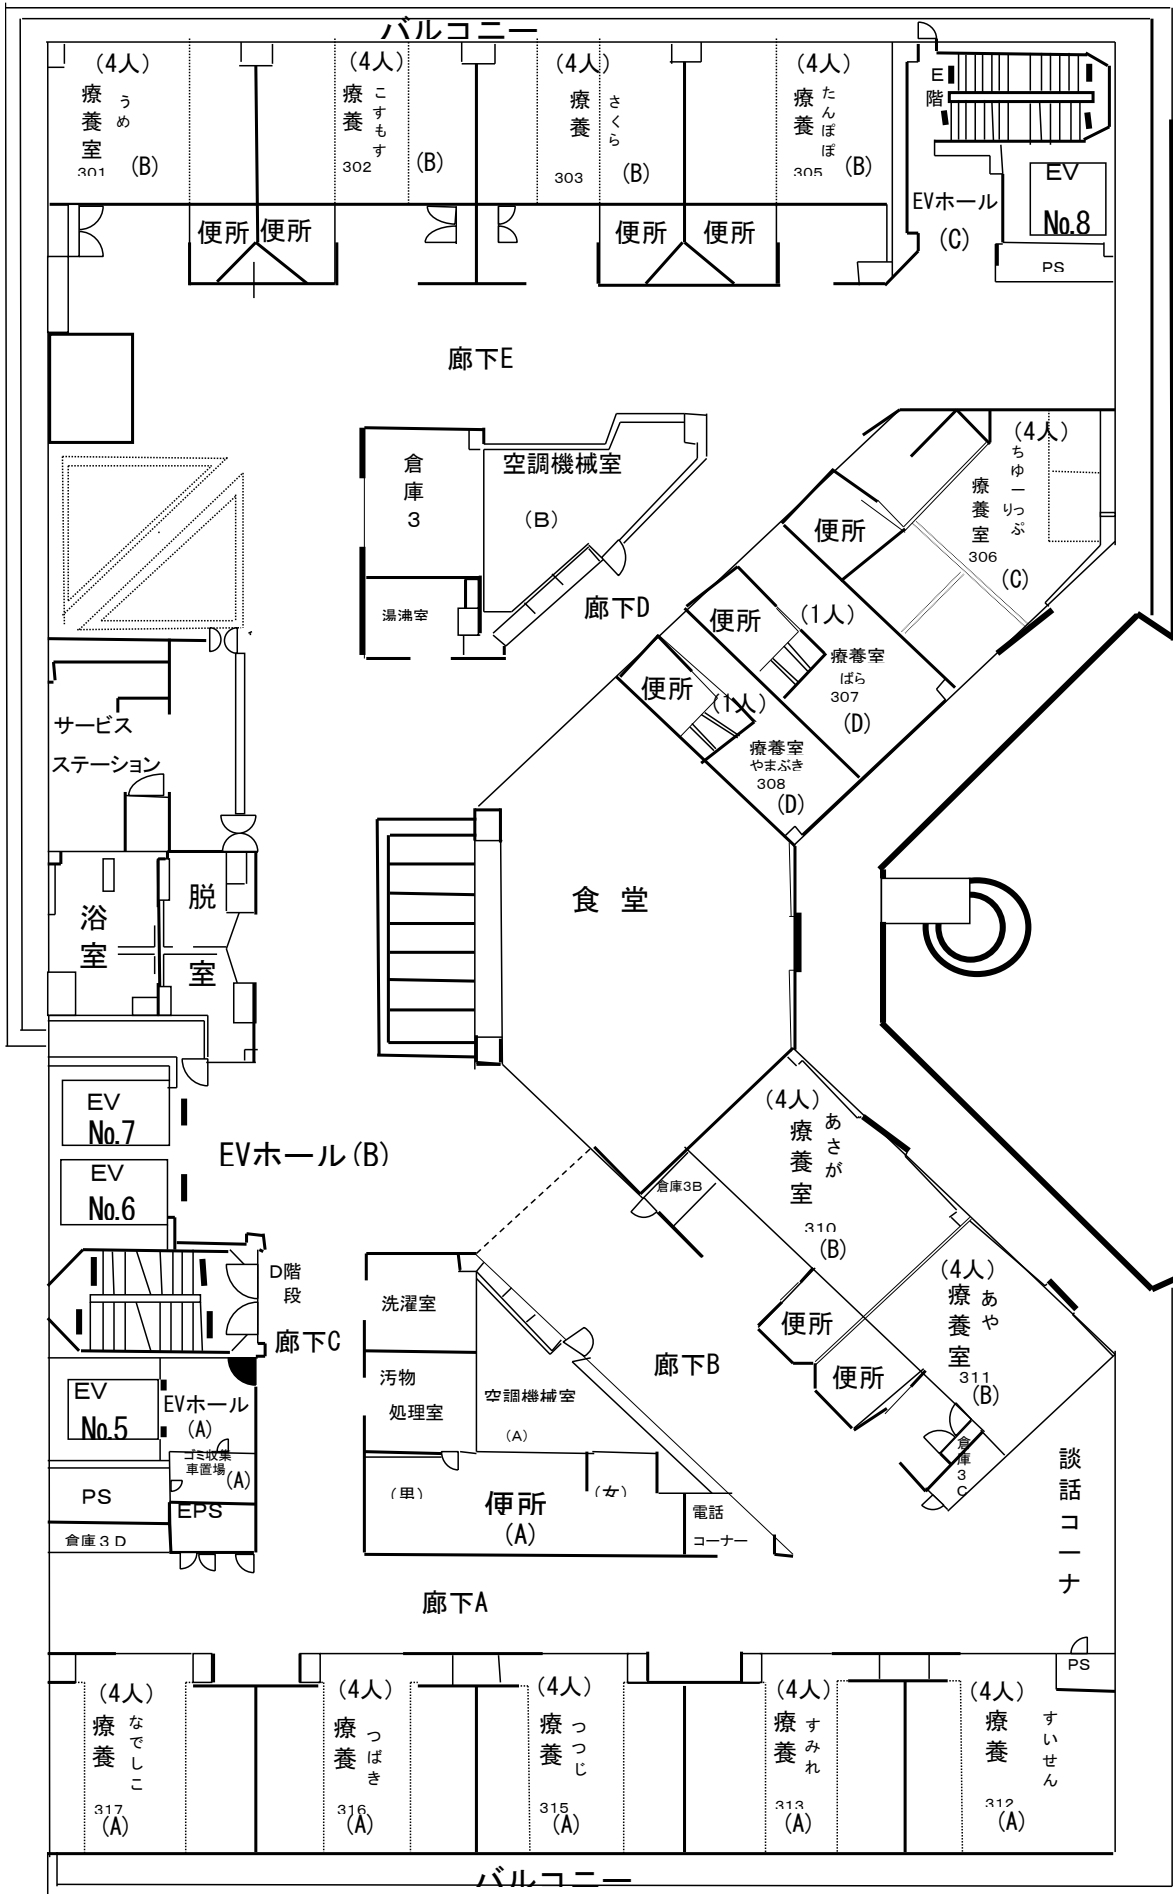 バルコニー
(4人)
療養室
うめ
301
(B)
(4人)
療養
こすもす
302
(B)
(4人)
療養
さくら
303
(B)
(4人)
療養
たんぽぽ
305
(B)
E
階
EV
No.8
EVホール
(C)
PS
便所
便所
便所
便所
廊下E
倉庫3
空調機械室
(B)
湯沸室
廊下D
(4人)
療養室
ちゅーりっぷ
306
(C)
便所
便所
(1人)
療養室
ばら
307
(D)
便所
(1人)
療養室
やまぶき
308
(D)
サービス
ステーション
浴室
脱
室
食堂
EV
No.7
EV
No.6
EVホール(B)
D階
段
廊下C
EV
No.5
EVホール
(A)
ゴミ収集
車置場
(A)
PS
EPS
倉庫3D
洗濯室
汚物
処理室
空調機械室
(A)
(男)
便所
(A)
(女)
電話
コーナー
廊下B
倉庫3B
(4人)
療養室
あさが
310
(B)
便所
便所
(4人)
療養室
あや
311
(B)
倉庫3C
談話コーナ
廊下A
PS
(4人)
療養
なでしこ
317
(A)
(4人)
療養
つばき
316
(A)
(4人)
療養
つつじ
315
(A)
(4人)
療養
すみれ
313
(A)
(4人)
療養
すいせん
312
(A)
バルコニー